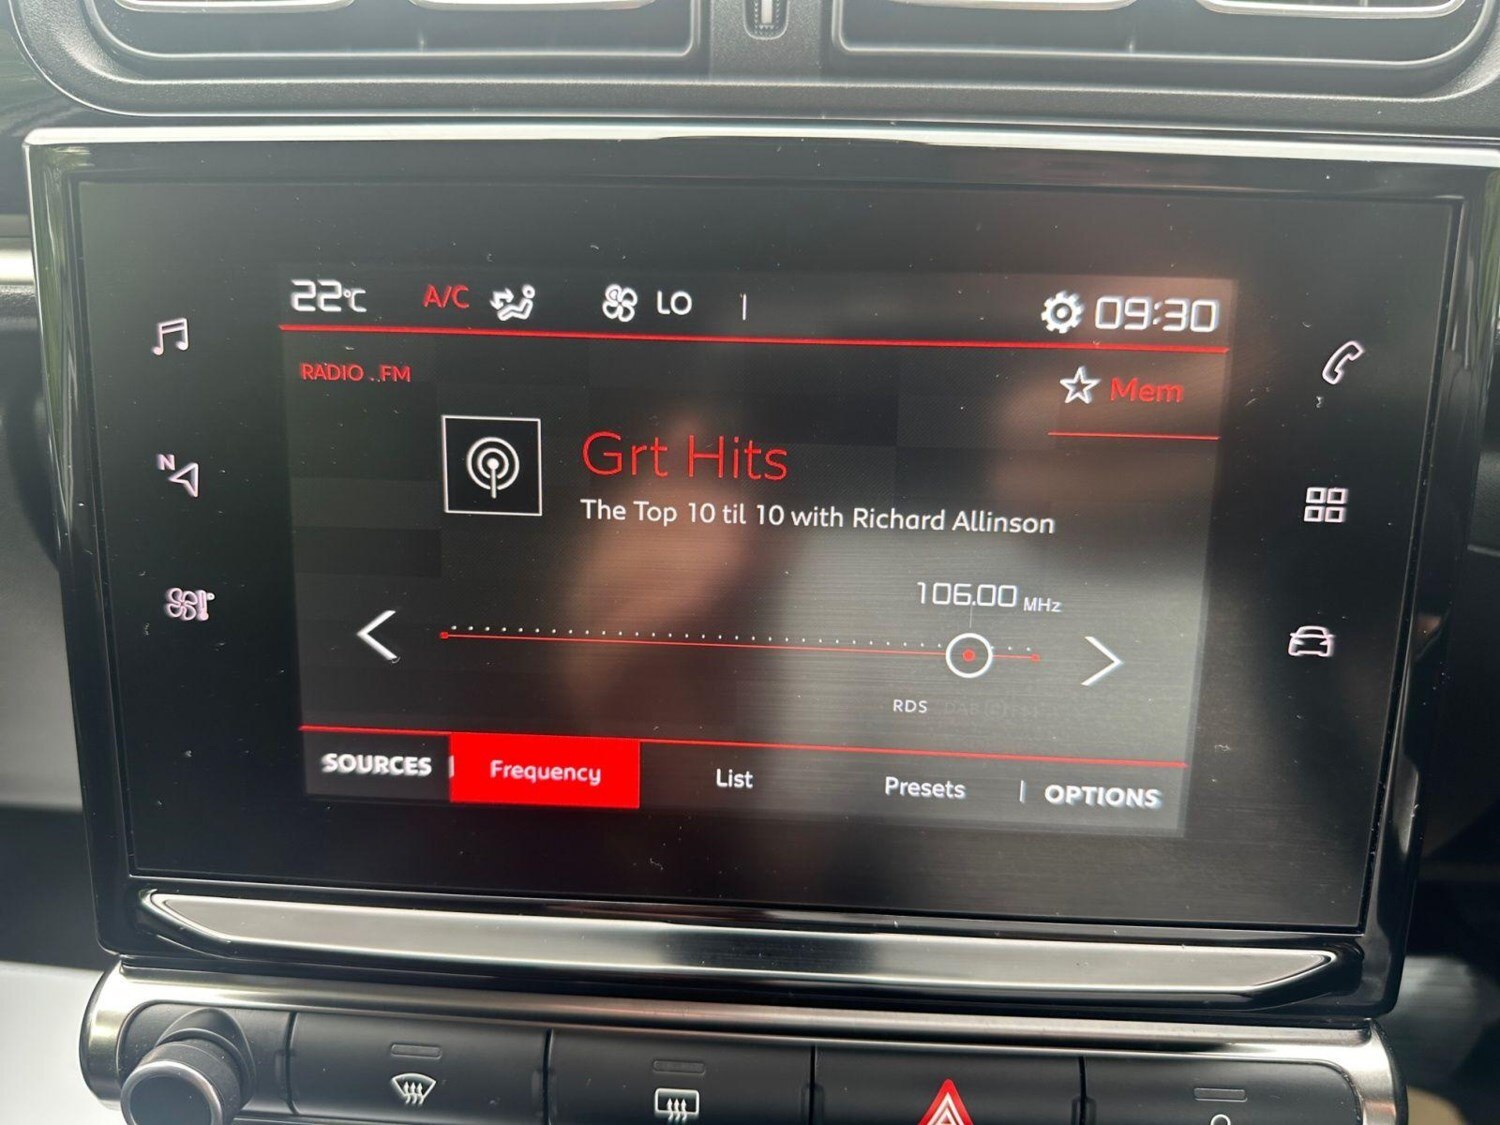 22°C A/C LO 09:30
RADIO ..FM
Mem
Grt Hits
The Top 10 til 10 with Richard Allinson
106.00 MHz
N
RDS
SOURCES Frequency List Presets OPTIONS